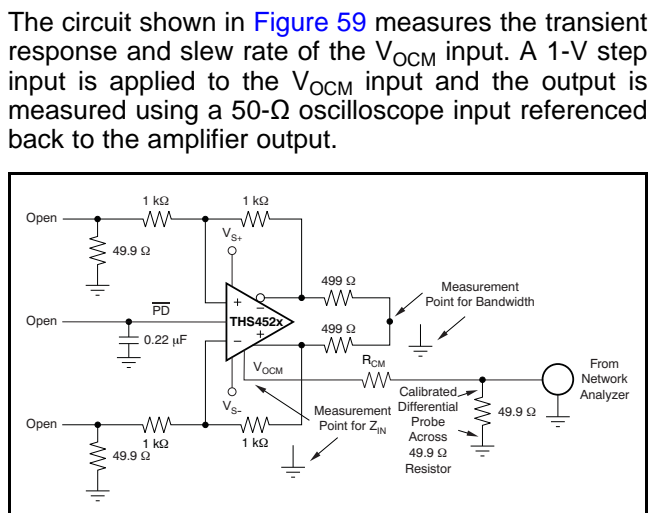 The circuit shown in Figure 59 measures the transient
response and slew rate of the VOCM input. A 1-V step
input is applied to the VOCM input and the output is
measured using a 50-Ω oscilloscope input referenced
back to the amplifier output.
1 kΩ
1 kΩ
Open
VS+
49.9 Ω
499 Ω
Measurement
Point for Bandwidth
PD
+
−
Open
THS452x
499 Ω
0.22 μF
−
+
VOCM
RCM
From
Network
Analyzer
VS−
Calibrated
Differential
Probe
Across
49.9 Ω
Resistor
49.9 Ω
Measurement
Point for ZIN
Open
1 kΩ
1 kΩ
49.9 Ω